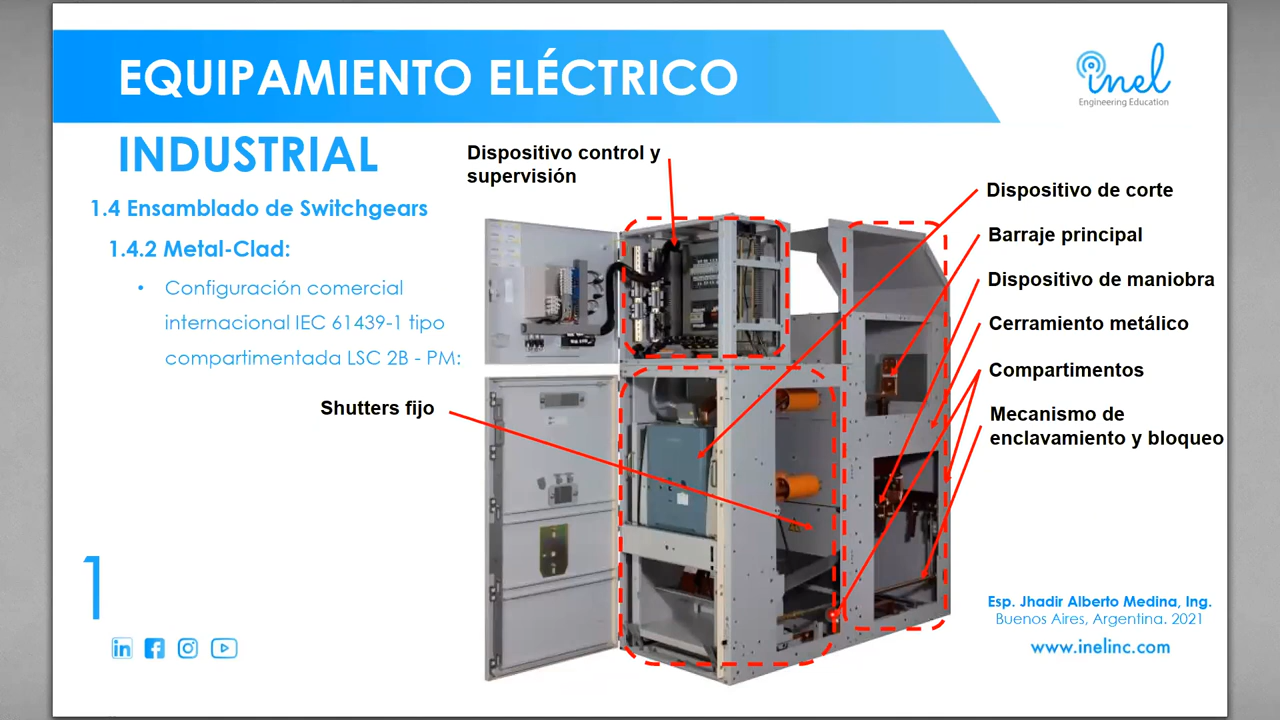 EQUIPAMIENTO ELÉCTRICO
INDUSTRIAL
inel
Engineering Education
1.4 Ensamblado de Switchgears
1.4.2 Metal-Clad:
• Configuración comercial
internacional IEC 61439-1 tipo
compartimentada LSC 2B - PM:
Dispositivo control y
supervisión
Shutters fijo
Dispositivo de corte
Barraje principal
Dispositivo de maniobra
Cerramiento metálico
Compartimentos
Mecanismo de
enclavamiento y bloqueo
1
in
Esp. Jhadir Alberto Medina, Ing.
Buenos Aires, Argentina. 2021
www.inelinc.com